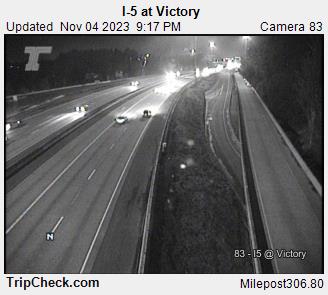 I-5 at Victory
Updated Nov 04 2023 9:17 PM Camera 83
T
N
83 - I5 @ Victory
TripCheck.com Milepost306.80